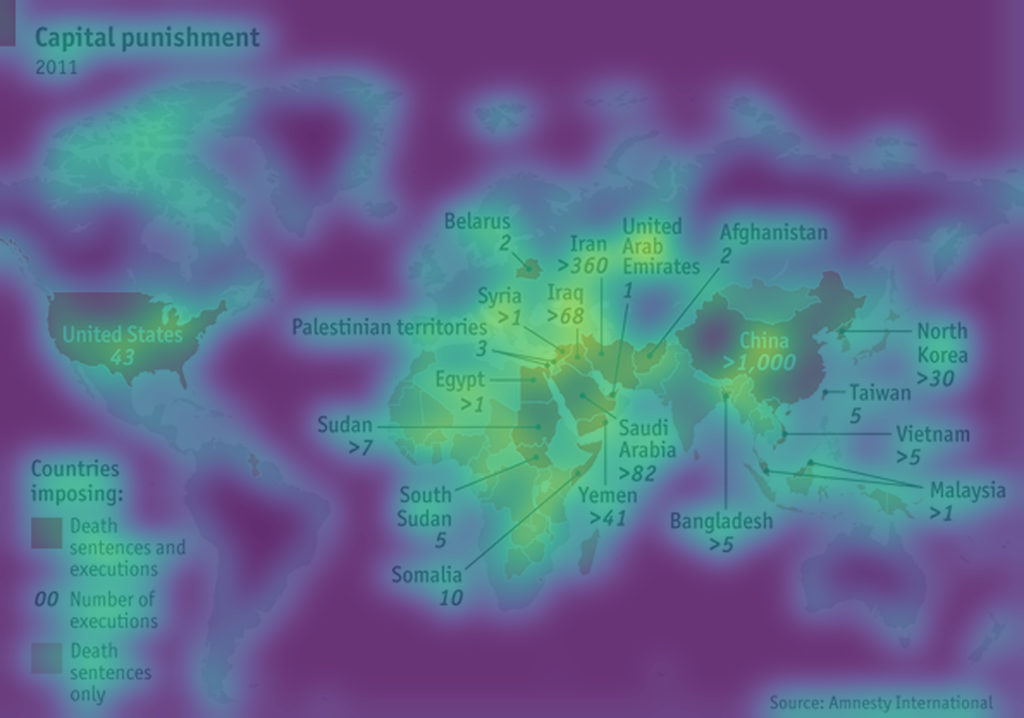 Capital punishment
2011
Belarus
2
Iran
>360
United
Arab
Emirates
1
Afghanistan
2
Syria
>1
Iraq
>68
Palestinian territories
3
United States
43
China
>1,000
North
Korea
>30
Egypt
>1
Taiwan
5
Sudan
>7
Saudi
Arabia
>82
Vietnam
>5
South
Sudan
5
Yemen
>41
Bangladesh
>5
Malaysia
>1
Somalia
10
Countries
imposing:
Death
sentences and
executions
00 Number of
executions
Death
sentences
only
Source: Amnesty International